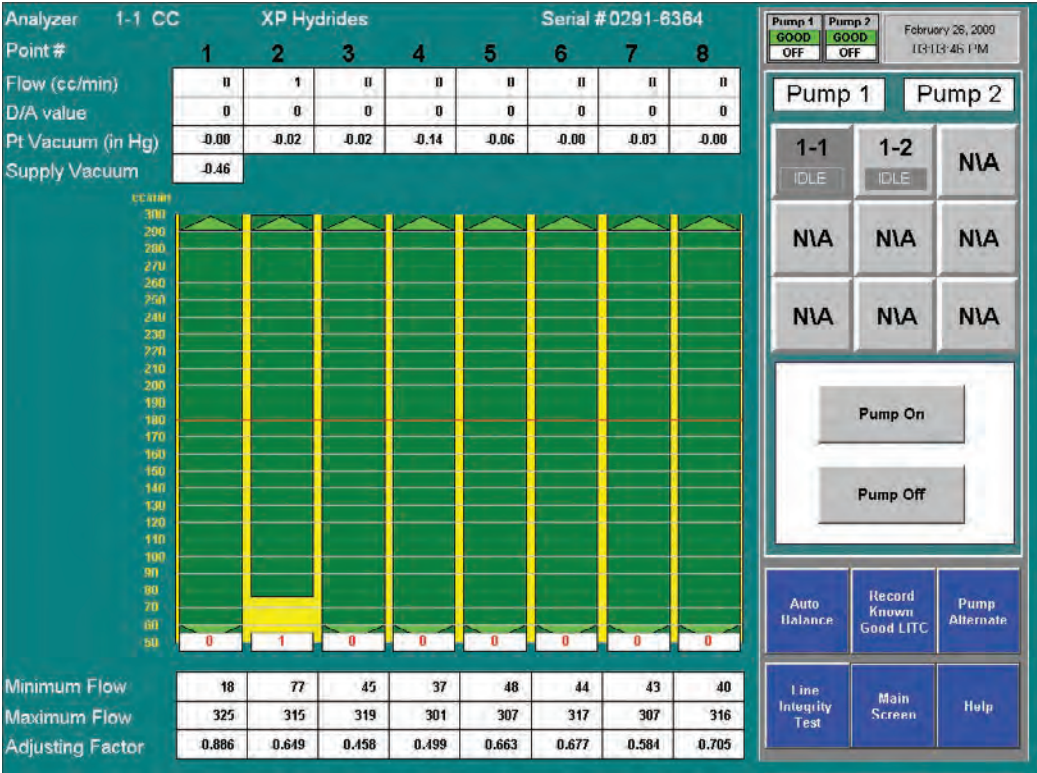 Analyzer 1-1 CC XP Hydrides Serial #0291-6364
Point # 1 2 3 4 5 6 7 8
Flow (cc/min) 0 1 0 0 0 0 0 0
D/A value 0 0 0 0 0 0 0 0
Pt Vacuum (in Hg) -0.00 -0.02 -0.02 -0.14 -0.06 -0.00 -0.03 -0.00
Supply Vacuum -0.46
cc/min
300
290
280
270
260
250
240
230
220
210
200
190
180
170
160
150
140
130
120
110
100
90
80
70
60
50 0 1 0 0 0 0 0 0
Minimum Flow 18 77 45 37 48 44 43 40
Maximum Flow 325 315 319 301 307 317 307 316
Adjusting Factor 0.886 0.649 0.458 0.499 0.663 0.677 0.584 0.705
Pump 1 Pump 2
GOOD GOOD
OFF OFF
February 26, 2009
03:03:46 PM
Pump 1 Pump 2
1-1 1-2 N\A
IDLE IDLE
N\A N\A N\A
N\A N\A N\A
Pump On
Pump Off
Auto Balance
Record Known Good LITC
Pump Alternate
Line Integrity Test
Main Screen
Help